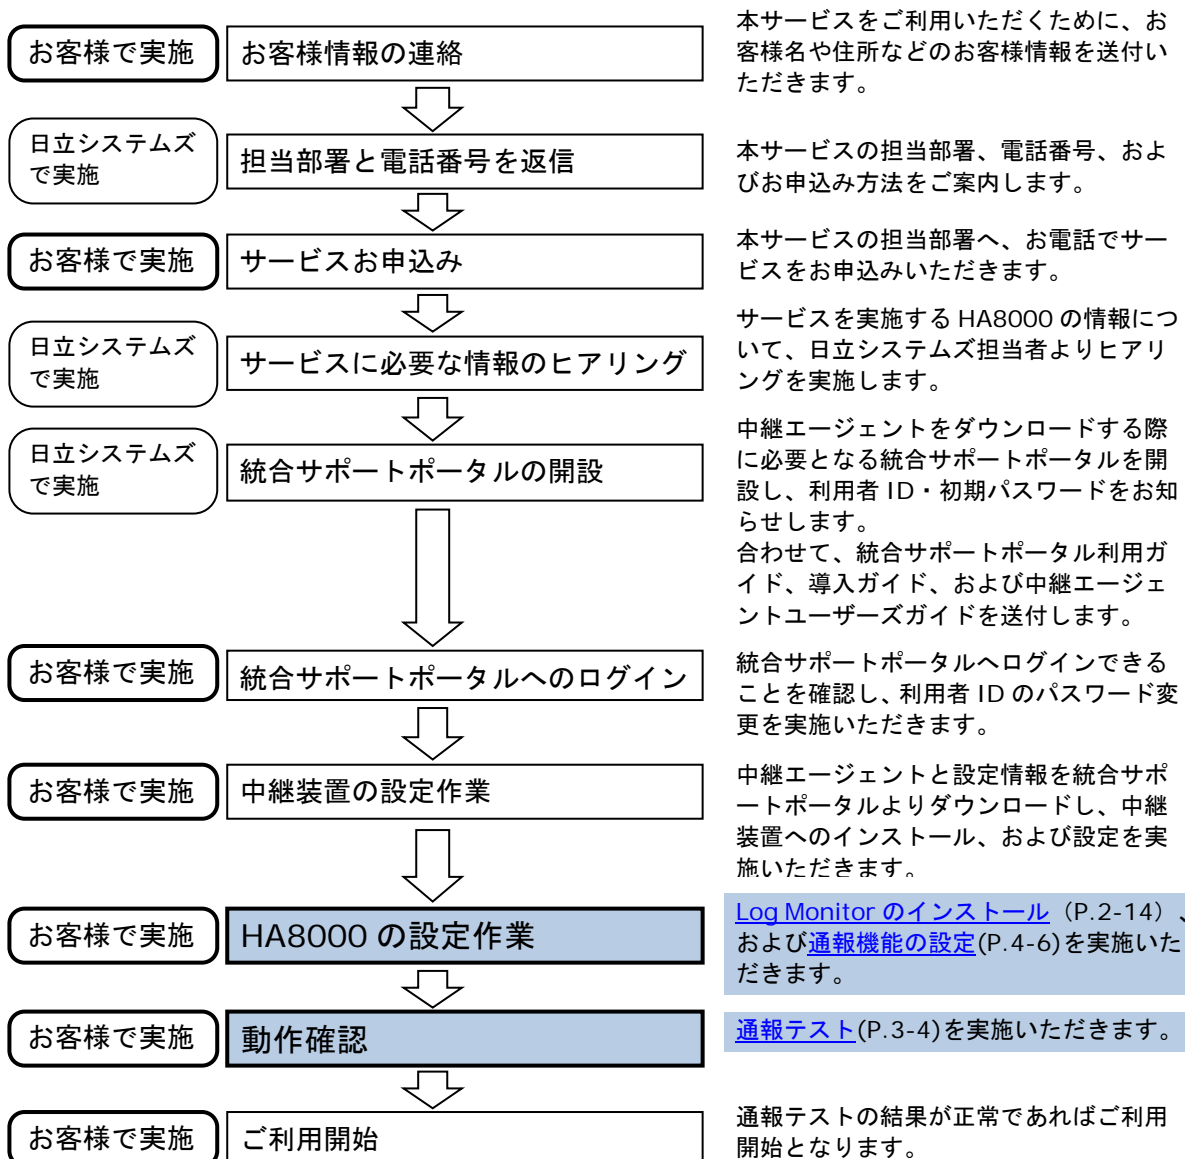 お客様で実施
お客様情報の連絡
本サービスをご利用いただくために、お
客様名や住所などのお客様情報を送付い
ただきます。
日立システムズ
で実施
担当部署と電話番号を返信
本サービスの担当部署、電話番号、およ
びお申込み方法をご案内します。
お客様で実施
サービスお申込み
本サービスの担当部署へ、お電話でサー
ビスをお申込みいただきます。
日立システムズ
で実施
サービスに必要な情報のヒアリング
サービスを実施する HA8000 の情報につ
いて、日立システムズ担当者よりヒアリ
ングを実施します。
日立システムズ
で実施
統合サポートポータルの開設
中継エージェントをダウンロードする際
に必要となる統合サポートポータルを開
設し、利用者 ID・初期パスワードをお知
らせします。
合わせて、統合サポートポータル利用ガ
イド、導入ガイド、および中継エージェ
ントユーザーズガイドを送付します。
お客様で実施
統合サポートポータルへのログイン
統合サポートポータルへログインできる
ことを確認し、利用者 ID のパスワード変
更を実施いただきます。
お客様で実施
中継装置の設定作業
中継エージェントと設定情報を統合サポ
ートポータルよりダウンロードし、中継
装置へのインストール、および設定を実
施いただきます。
お客様で実施
HA8000 の設定作業
Log Monitor のインストール（P.2-14）、
および通報機能の設定(P.4-6)を実施いた
だきます。
お客様で実施
動作確認
通報テスト(P.3-4)を実施いただきます。
お客様で実施
ご利用開始
通報テストの結果が正常であればご利用
開始となります。